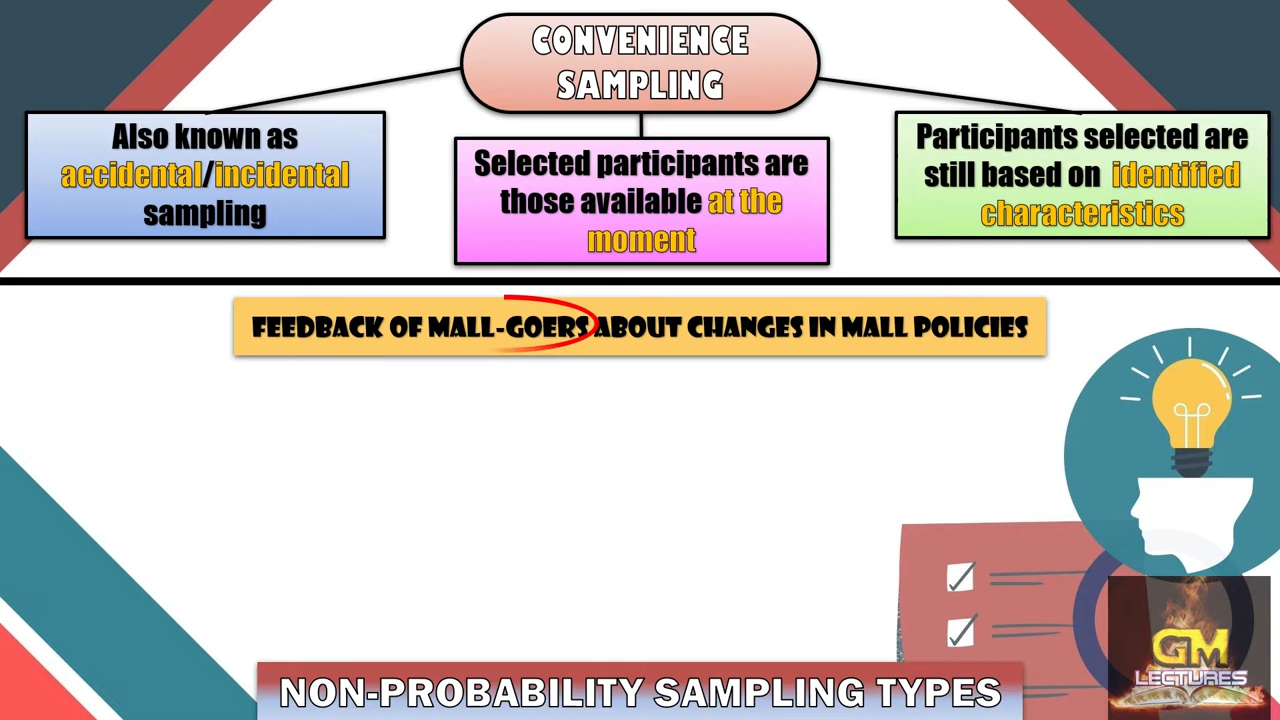 CONVENIENCE
SAMPLING
Also known as
accidental/incidental
sampling
Selected participants are
those available at the
moment
Participants selected are
still based on identified
characteristics
FEEDBACK OF MALL-GOERS ABOUT CHANGES IN MALL POLICIES
NON-PROBABILITY SAMPLING TYPES
GM
LECTURES